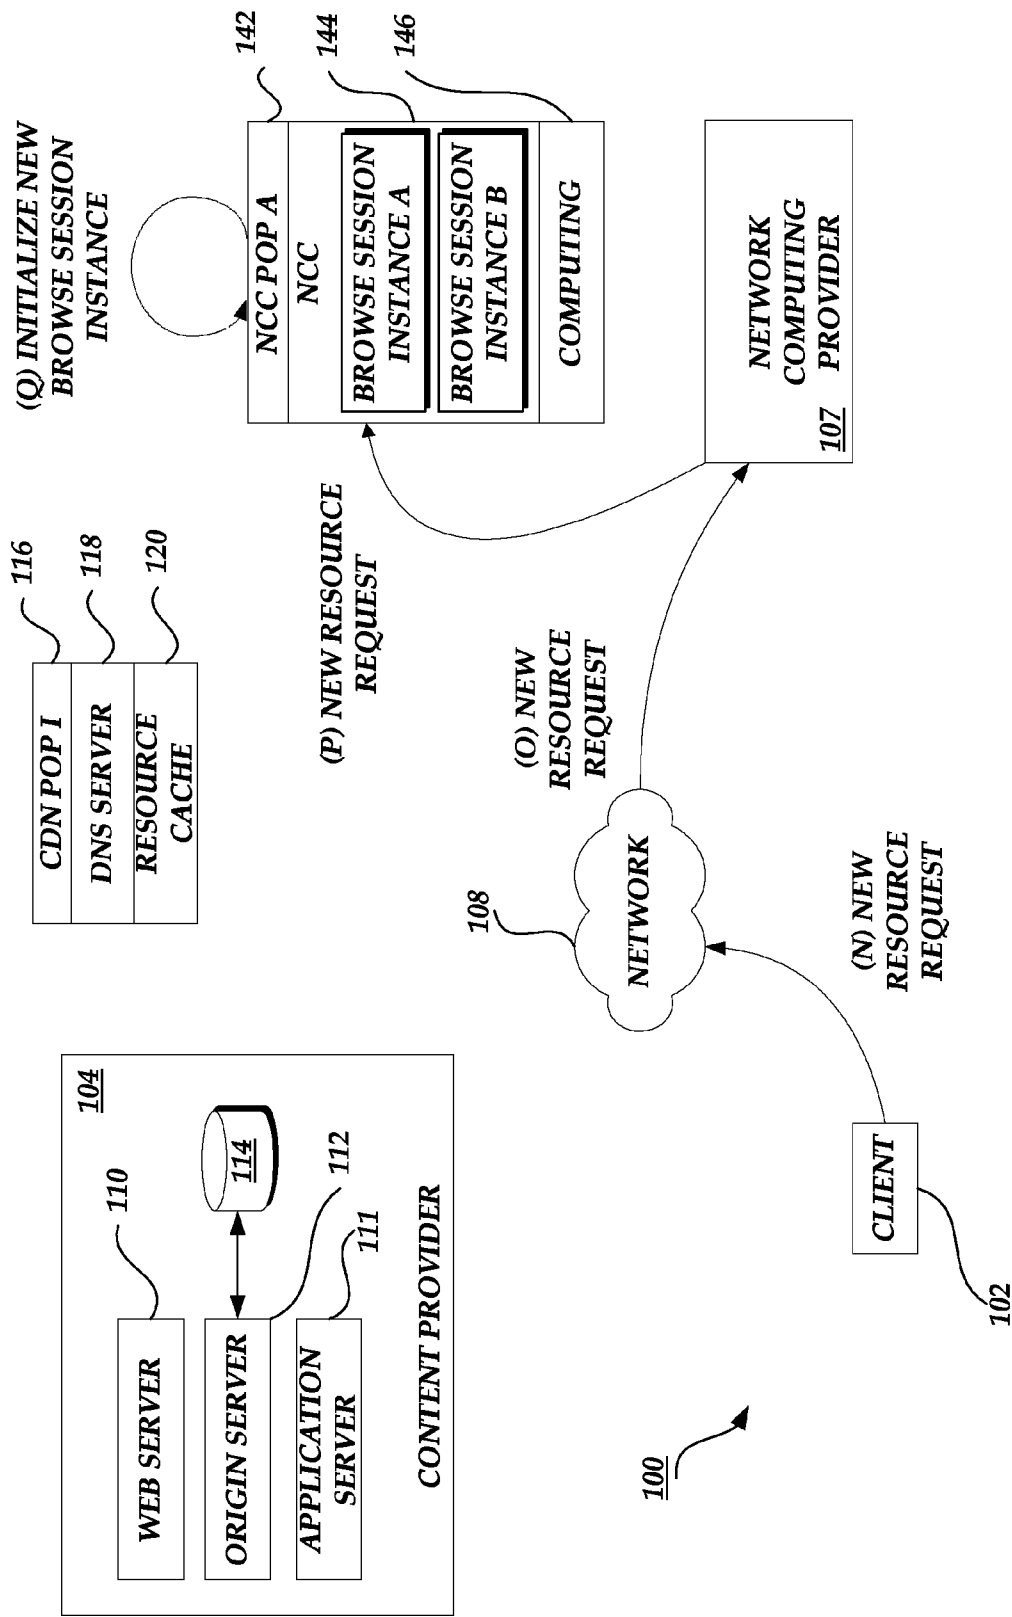 104
110
WEB SERVER
ORIGIN SERVER
114
112
APPLICATION
SERVER
111
CONTENT PROVIDER
CDN POP I
DNS SERVER
RESOURCE
CACHE
116
118
120
(Q) INITIALIZE NEW
BROWSE SESSION
INSTANCE
NCC POP A
NCC
BROWSE SESSION
INSTANCE A
BROWSE SESSION
INSTANCE B
COMPUTING
142
144
146
(P) NEW RESOURCE
REQUEST
(O) NEW
RESOURCE
REQUEST
108
NETWORK
(N) NEW
RESOURCE
REQUEST
NETWORK
COMPUTING
PROVIDER
107
CLIENT
102
100